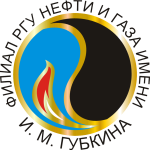 ФИЛИАЛ РГУ НЕФТИ И ГАЗА ИМЕНИ
И. М. ГУБКИНА